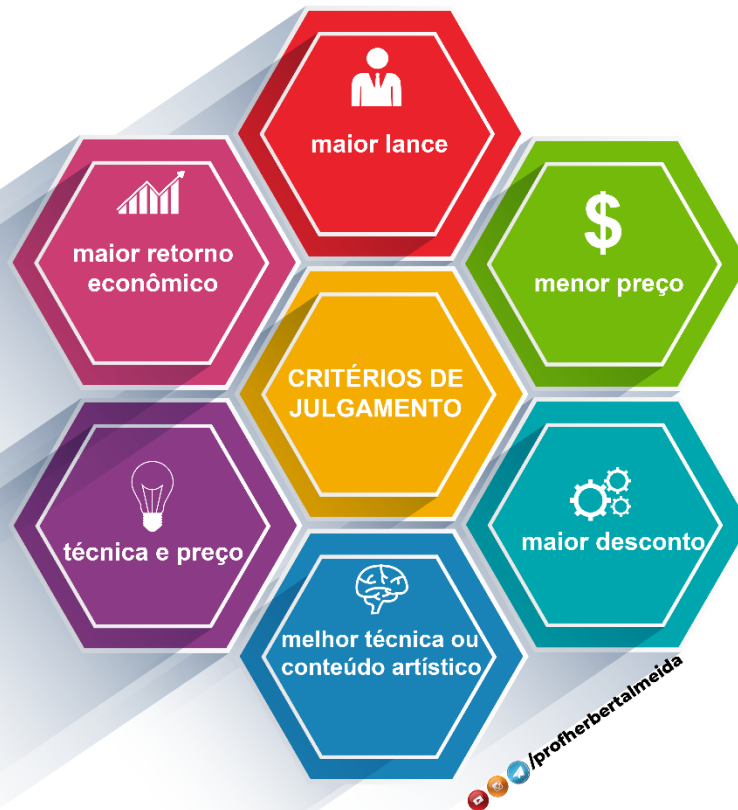 maior lance
maior retorno
econômico
$
menor preço
CRITÉRIOS DE
JULGAMENTO
técnica e preço
maior desconto
melhor técnica ou
conteúdo artístico
/profherbertalmeida